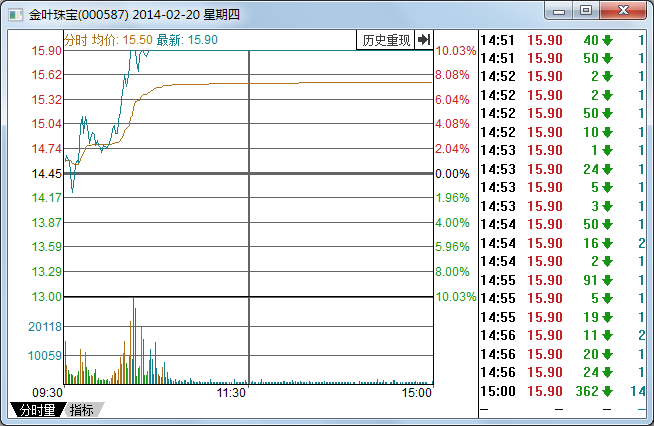 金叶珠宝(000587) 2014-02-20 星期四
分时 均价: 15.50 最新: 15.90
历史重现
15.90 10.03%
15.62 8.08%
15.32 6.04%
15.04 4.08%
14.74 2.04%
14.45 0.00%
14.17 1.96%
13.87 4.00%
13.59 5.96%
13.29 8.00%
13.00 10.03%
20118
10059
09:30 11:30 15:00
分时量 指标
14:51 15.90 40 1
14:51 15.90 50 1
14:52 15.90 2 1
14:52 15.90 2 1
14:52 15.90 50 1
14:52 15.90 10 1
14:53 15.90 1 1
14:53 15.90 24 1
14:53 15.90 5 1
14:53 15.90 3 1
14:54 15.90 50 1
14:54 15.90 16 2
14:54 15.90 2 1
14:55 15.90 91 1
14:55 15.90 5 1
14:55 15.90 19 1
14:56 15.90 11 2
14:56 15.90 20 1
14:56 15.90 24 1
15:00 15.90 362 14
– – – –